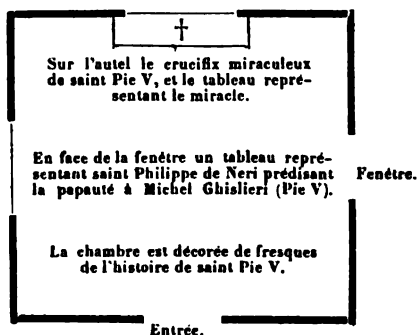 Sur l'autel le crucifix miraculeux
de saint Pie V, et le tableau repré-
sentant le miracle.
En face de la fenêtre un tableau repré-
sentant saint Philippe de Neri prédisant
la papauté à Michel Ghislieri (Pie V).
Fenêtre.
La chambre est décorée de fresques
de l'histoire de saint Pie V.
Entrée.